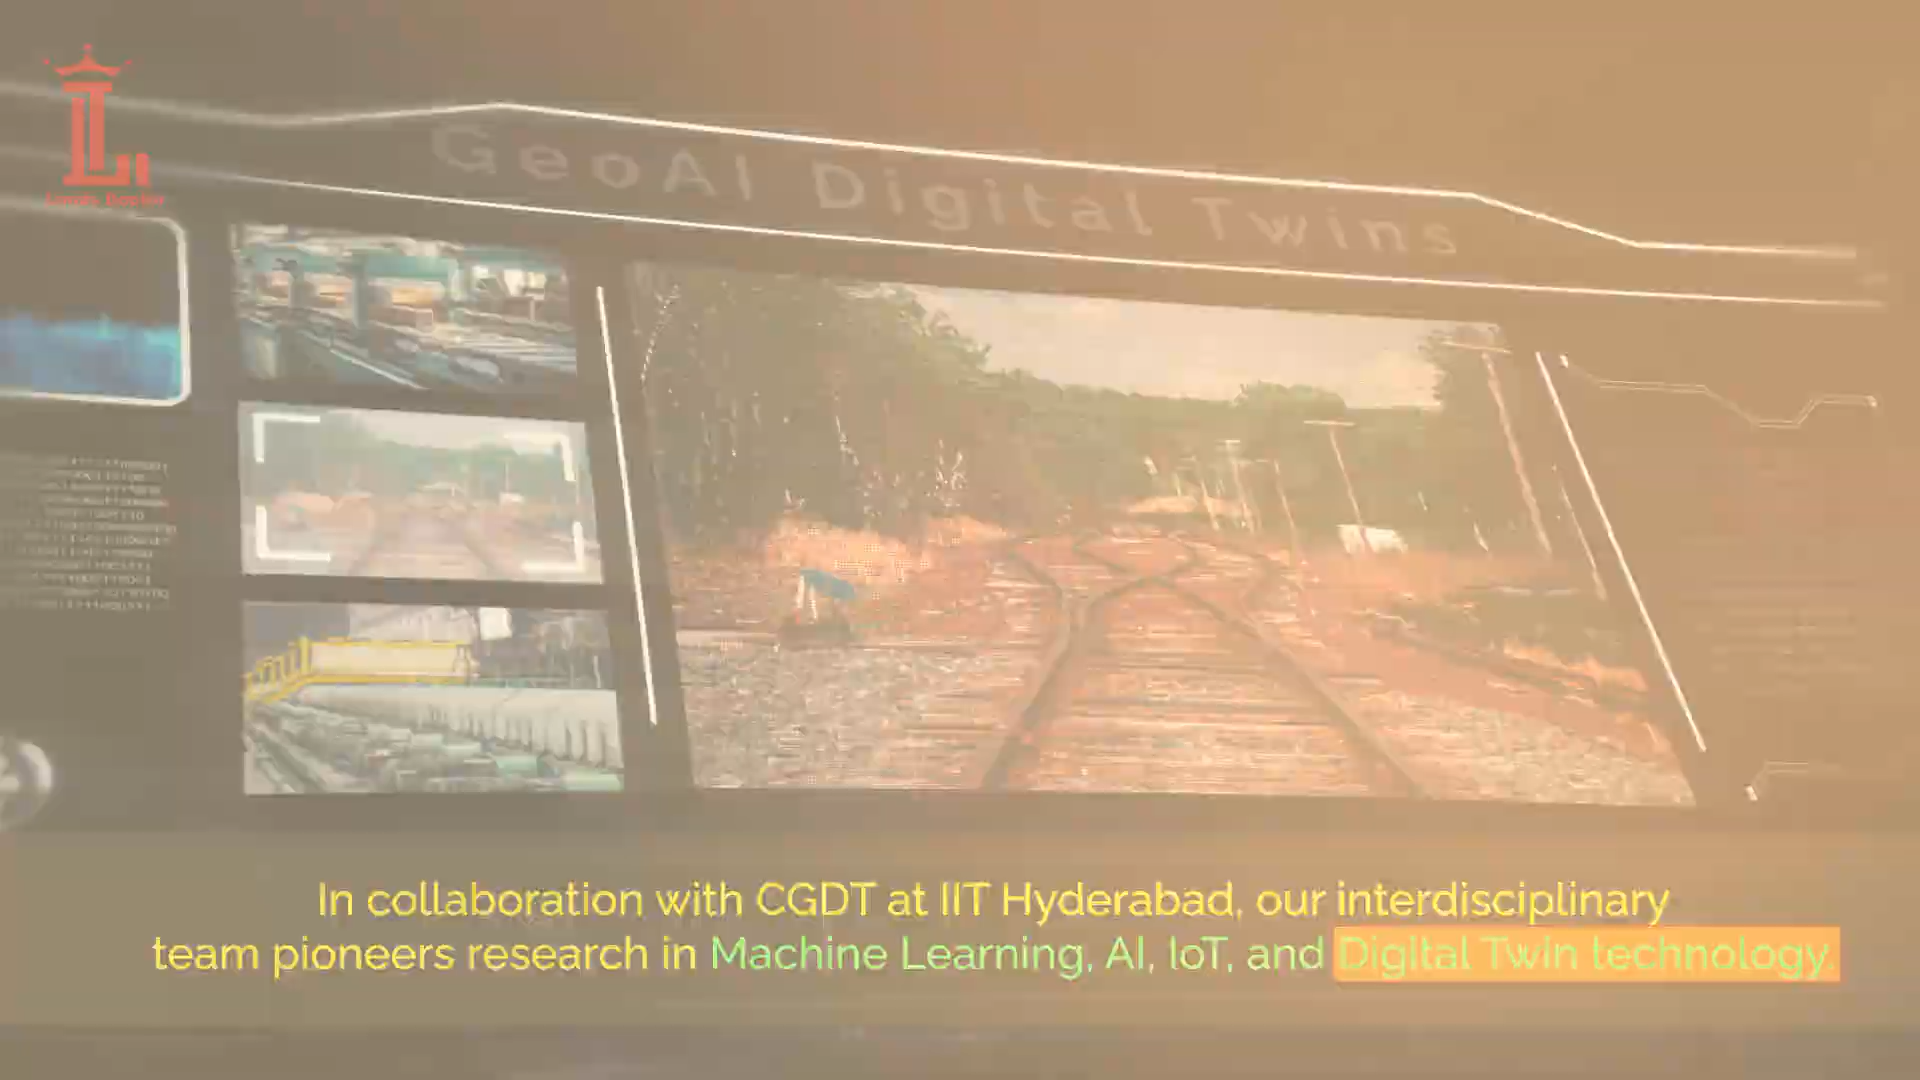 GeoAI Digital Twins
In collaboration with CGDT at IIT Hyderabad, our interdisciplinary
team pioneers research in Machine Learning, AI, IoT, and Digital Twin technology.